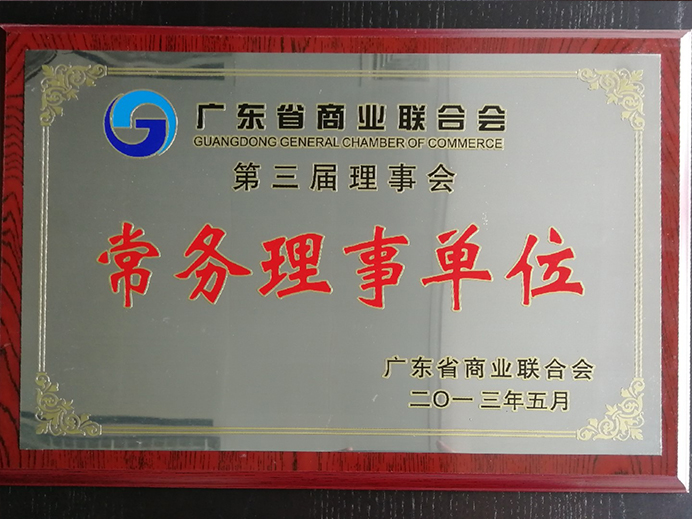 广东省商业联合会
GUANGDONG GENERAL CHAMBER OF COMMERCE
第三届理事会
常务理事单位
广东省商业联合会
二〇一三年五月